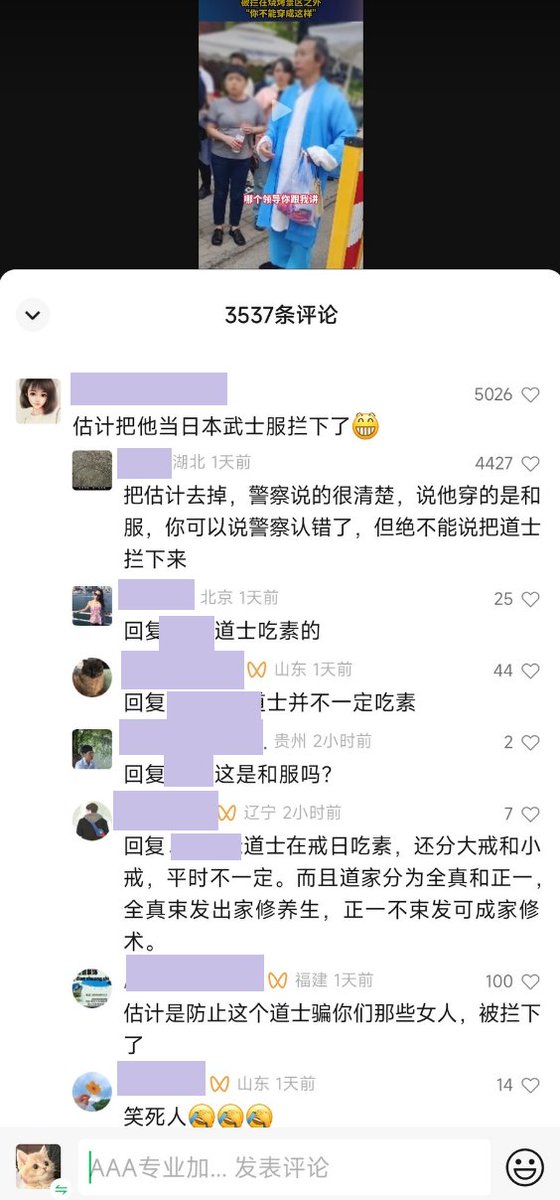 被拦在烧烤景区之外
“你不能穿成这样”
哪个领导你跟我讲
3537条评论
5026
估计把他当日本武士服拦下了😁
湖北 1天前
4427
把估计去掉，警察说的很清楚，说他穿的是和
服，你可以说警察认错了，但绝不能说把道士
拦下来
北京 1天前
25
回复 道士吃素的
山东 1天前
44
回复 道士并不一定吃素
贵州 2小时前
2
回复 这是和服吗？
辽宁 2小时前
7
回复 道士在戒日吃素，还分大戒和小
戒，平时不一定。而且道家分为全真和正一，
全真束发出家修养生，正一不束发可成家修
术。
福建 1天前
100
估计是防止这个道士骗你们那些女人，被拦下
了
山东 1天前
14
笑死人🤣🤣🤣
AAA专业加... 发表评论